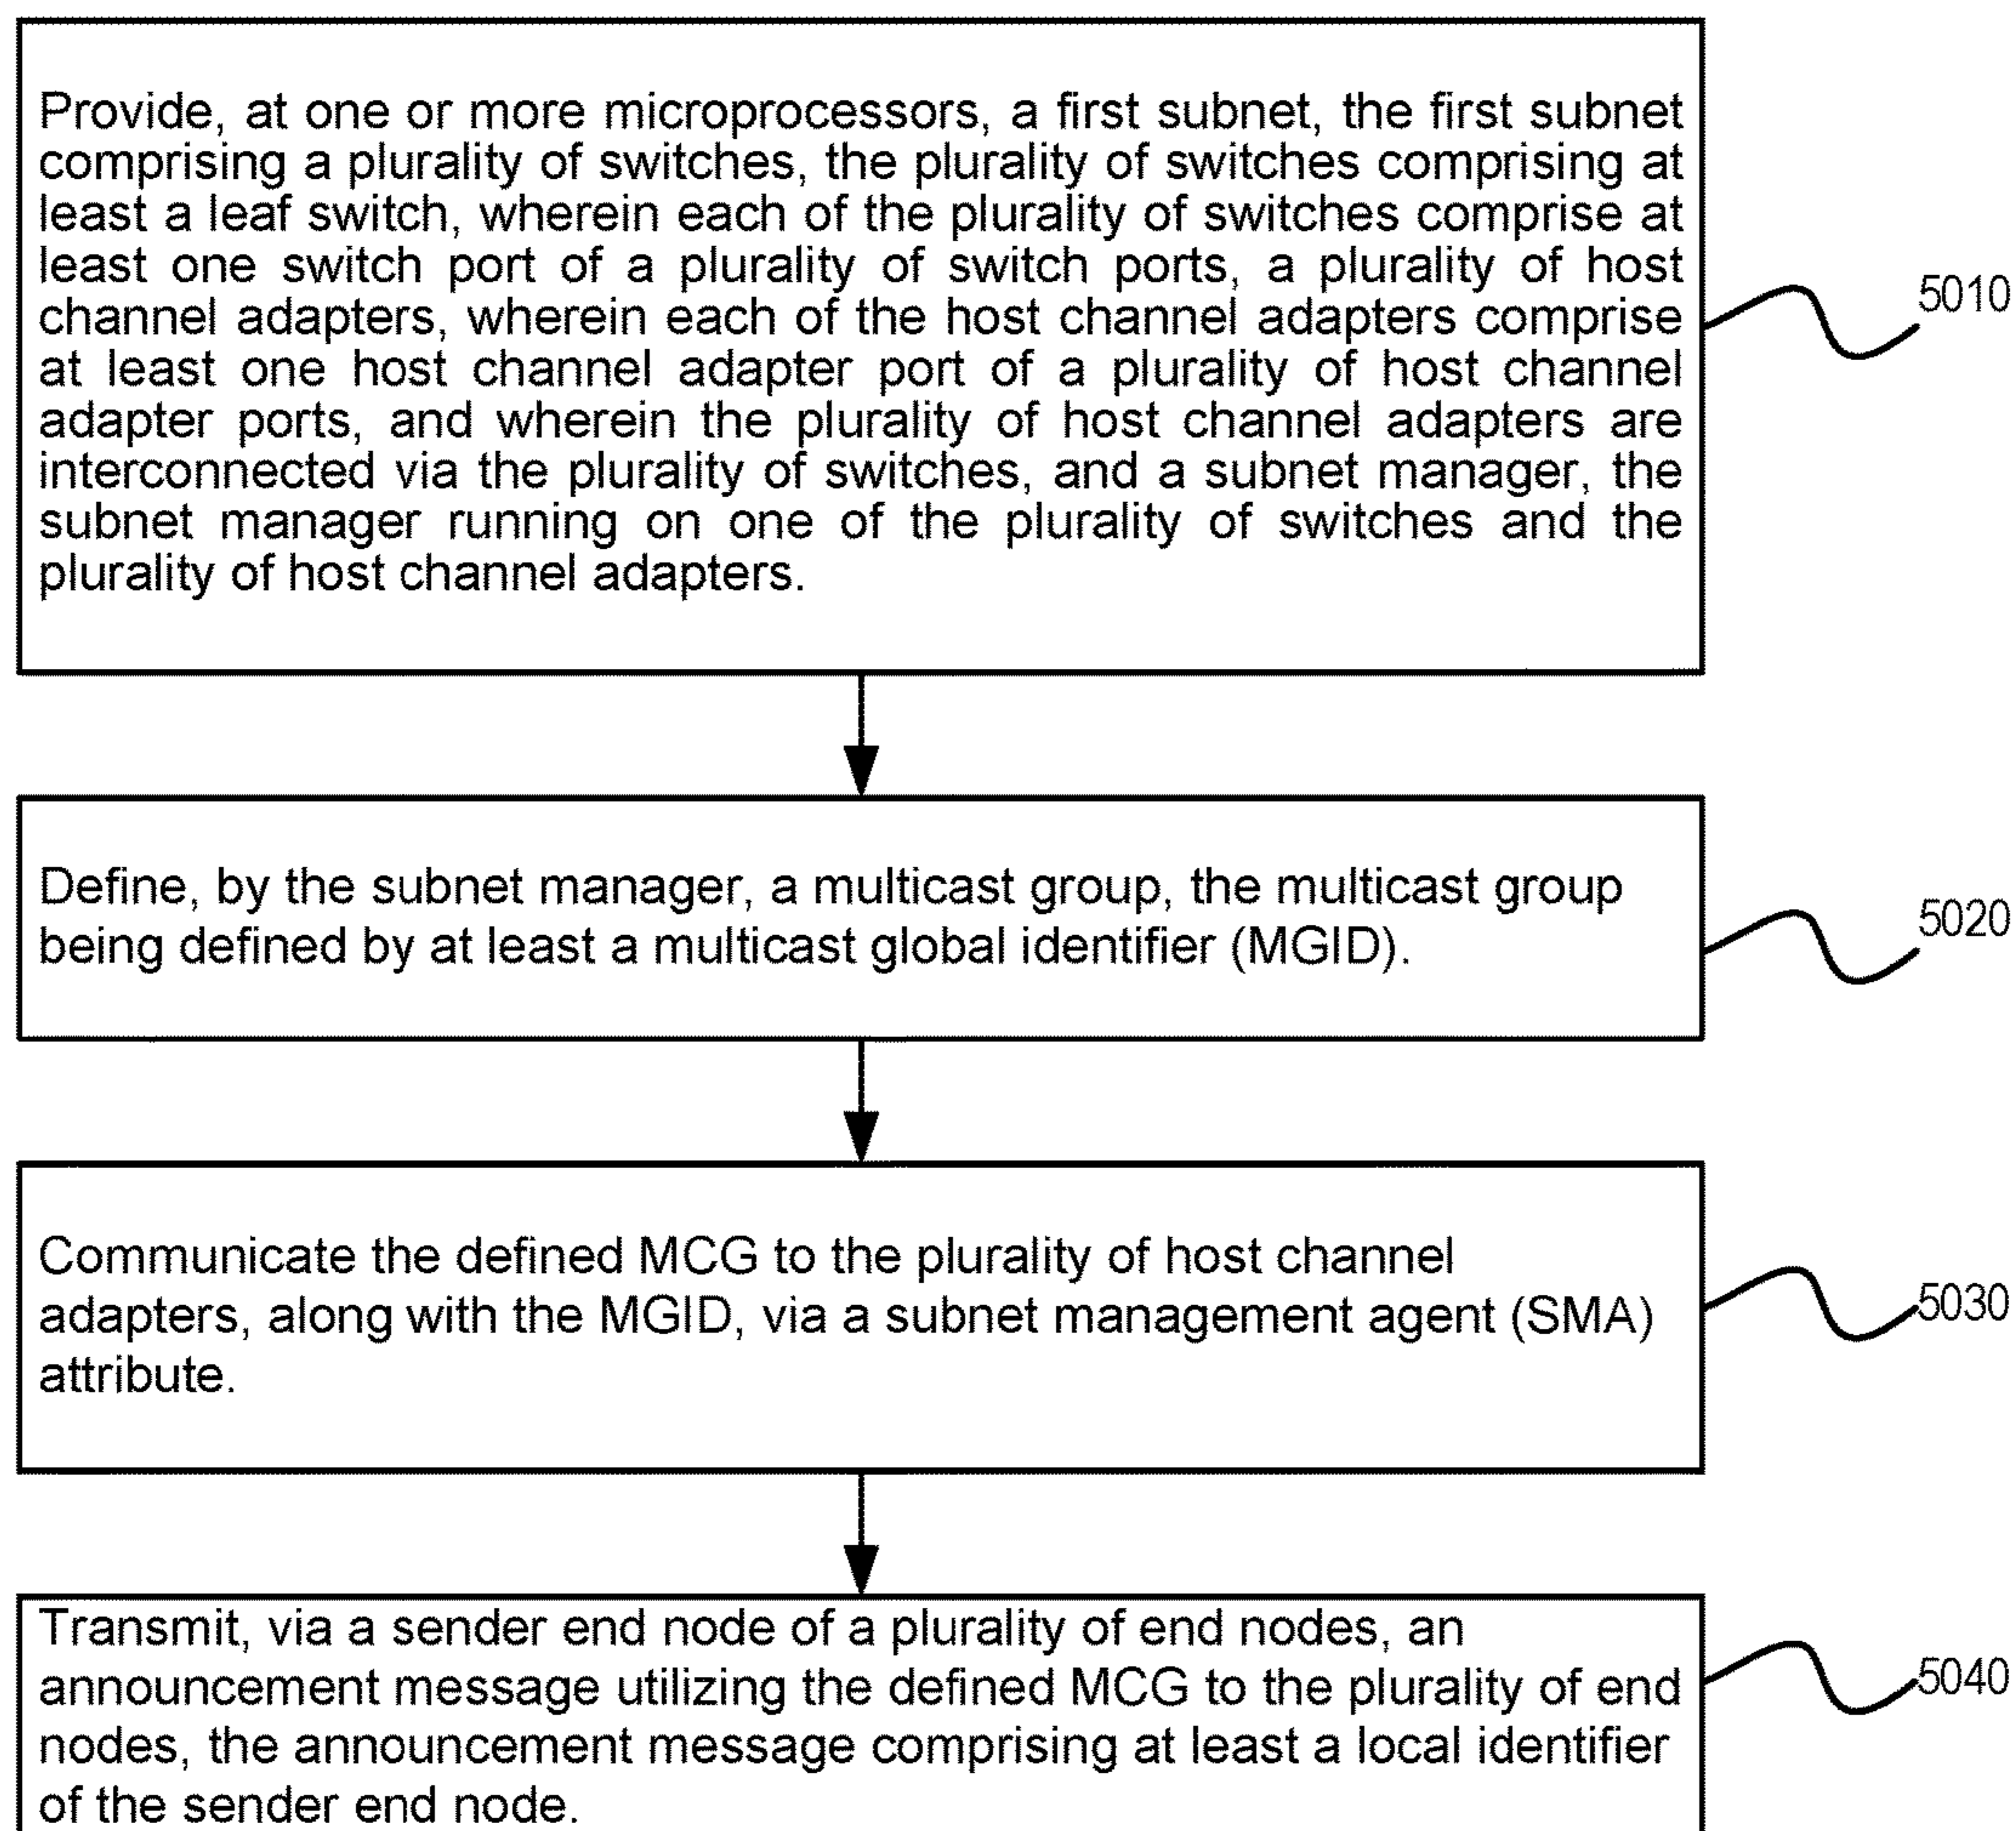 Provide, at one or more microprocessors, a first subnet, the first subnet
comprising a plurality of switches, the plurality of switches comprising at
least a leaf switch, wherein each of the plurality of switches comprise at
least one switch port of a plurality of switch ports, a plurality of host
channel adapters, wherein each of the host channel adapters comprise
at least one host channel adapter port of a plurality of host channel
adapter ports, and wherein the plurality of host channel adapters are
interconnected via the plurality of switches, and a subnet manager, the
subnet manager running on one of the plurality of switches and the
plurality of host channel adapters.
5010
Define, by the subnet manager, a multicast group, the multicast group
being defined by at least a multicast global identifier (MGID).
5020
Communicate the defined MCG to the plurality of host channel
adapters, along with the MGID, via a subnet management agent (SMA)
attribute.
5030
Transmit, via a sender end node of a plurality of end nodes, an
announcement message utilizing the defined MCG to the plurality of end
nodes, the announcement message comprising at least a local identifier
of the sender end node.
5040